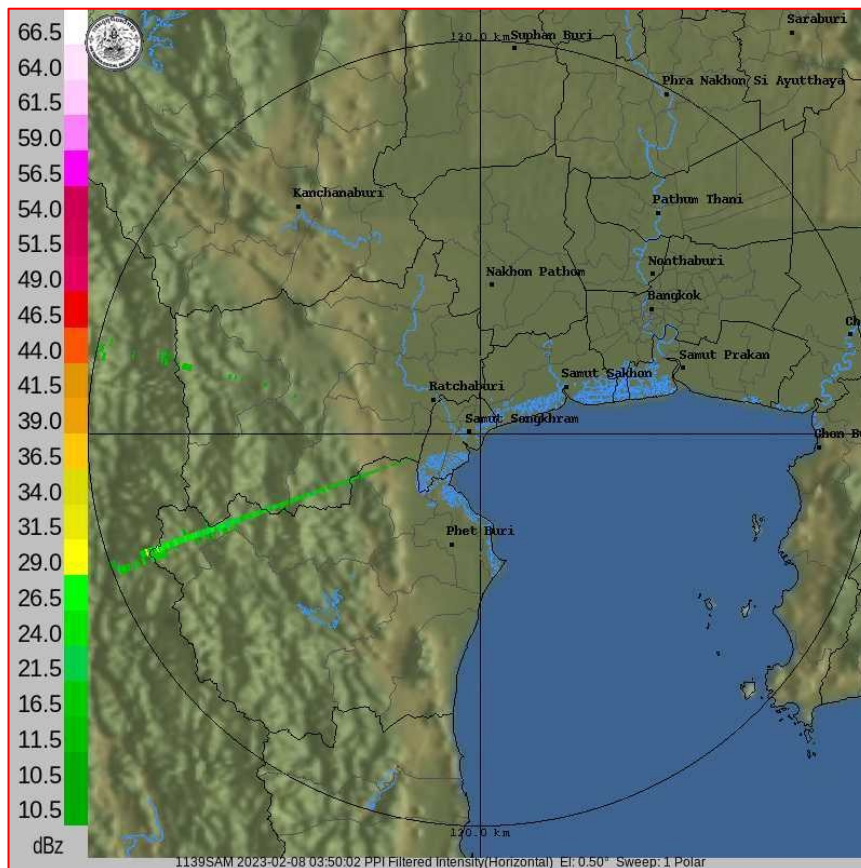 66.5
64.0
61.5
59.0
56.5
54.0
51.5
49.0
46.5
44.0
41.5
39.0
36.5
34.0
31.5
29.0
26.5
24.0
21.5
16.5
11.5
10.5
10.5
dBz
120.0 km
Saraburi
Suphan Buri
Phra Nakhon Si Ayutthaya
Kanchanaburi
Pathum Thani
Nakhon Pathom
Nonthaburi
Bangkok
Ch
Samut Prakan
Ratchaburi
Samut Sakhon
Samut Songkhram
Chon Bu
Phet Buri
120.0 km
1139SAM 2023-02-08 03:50:02 PPI Filtered Intensity(Horizontal) El: 0.50° Sweep: 1 Polar